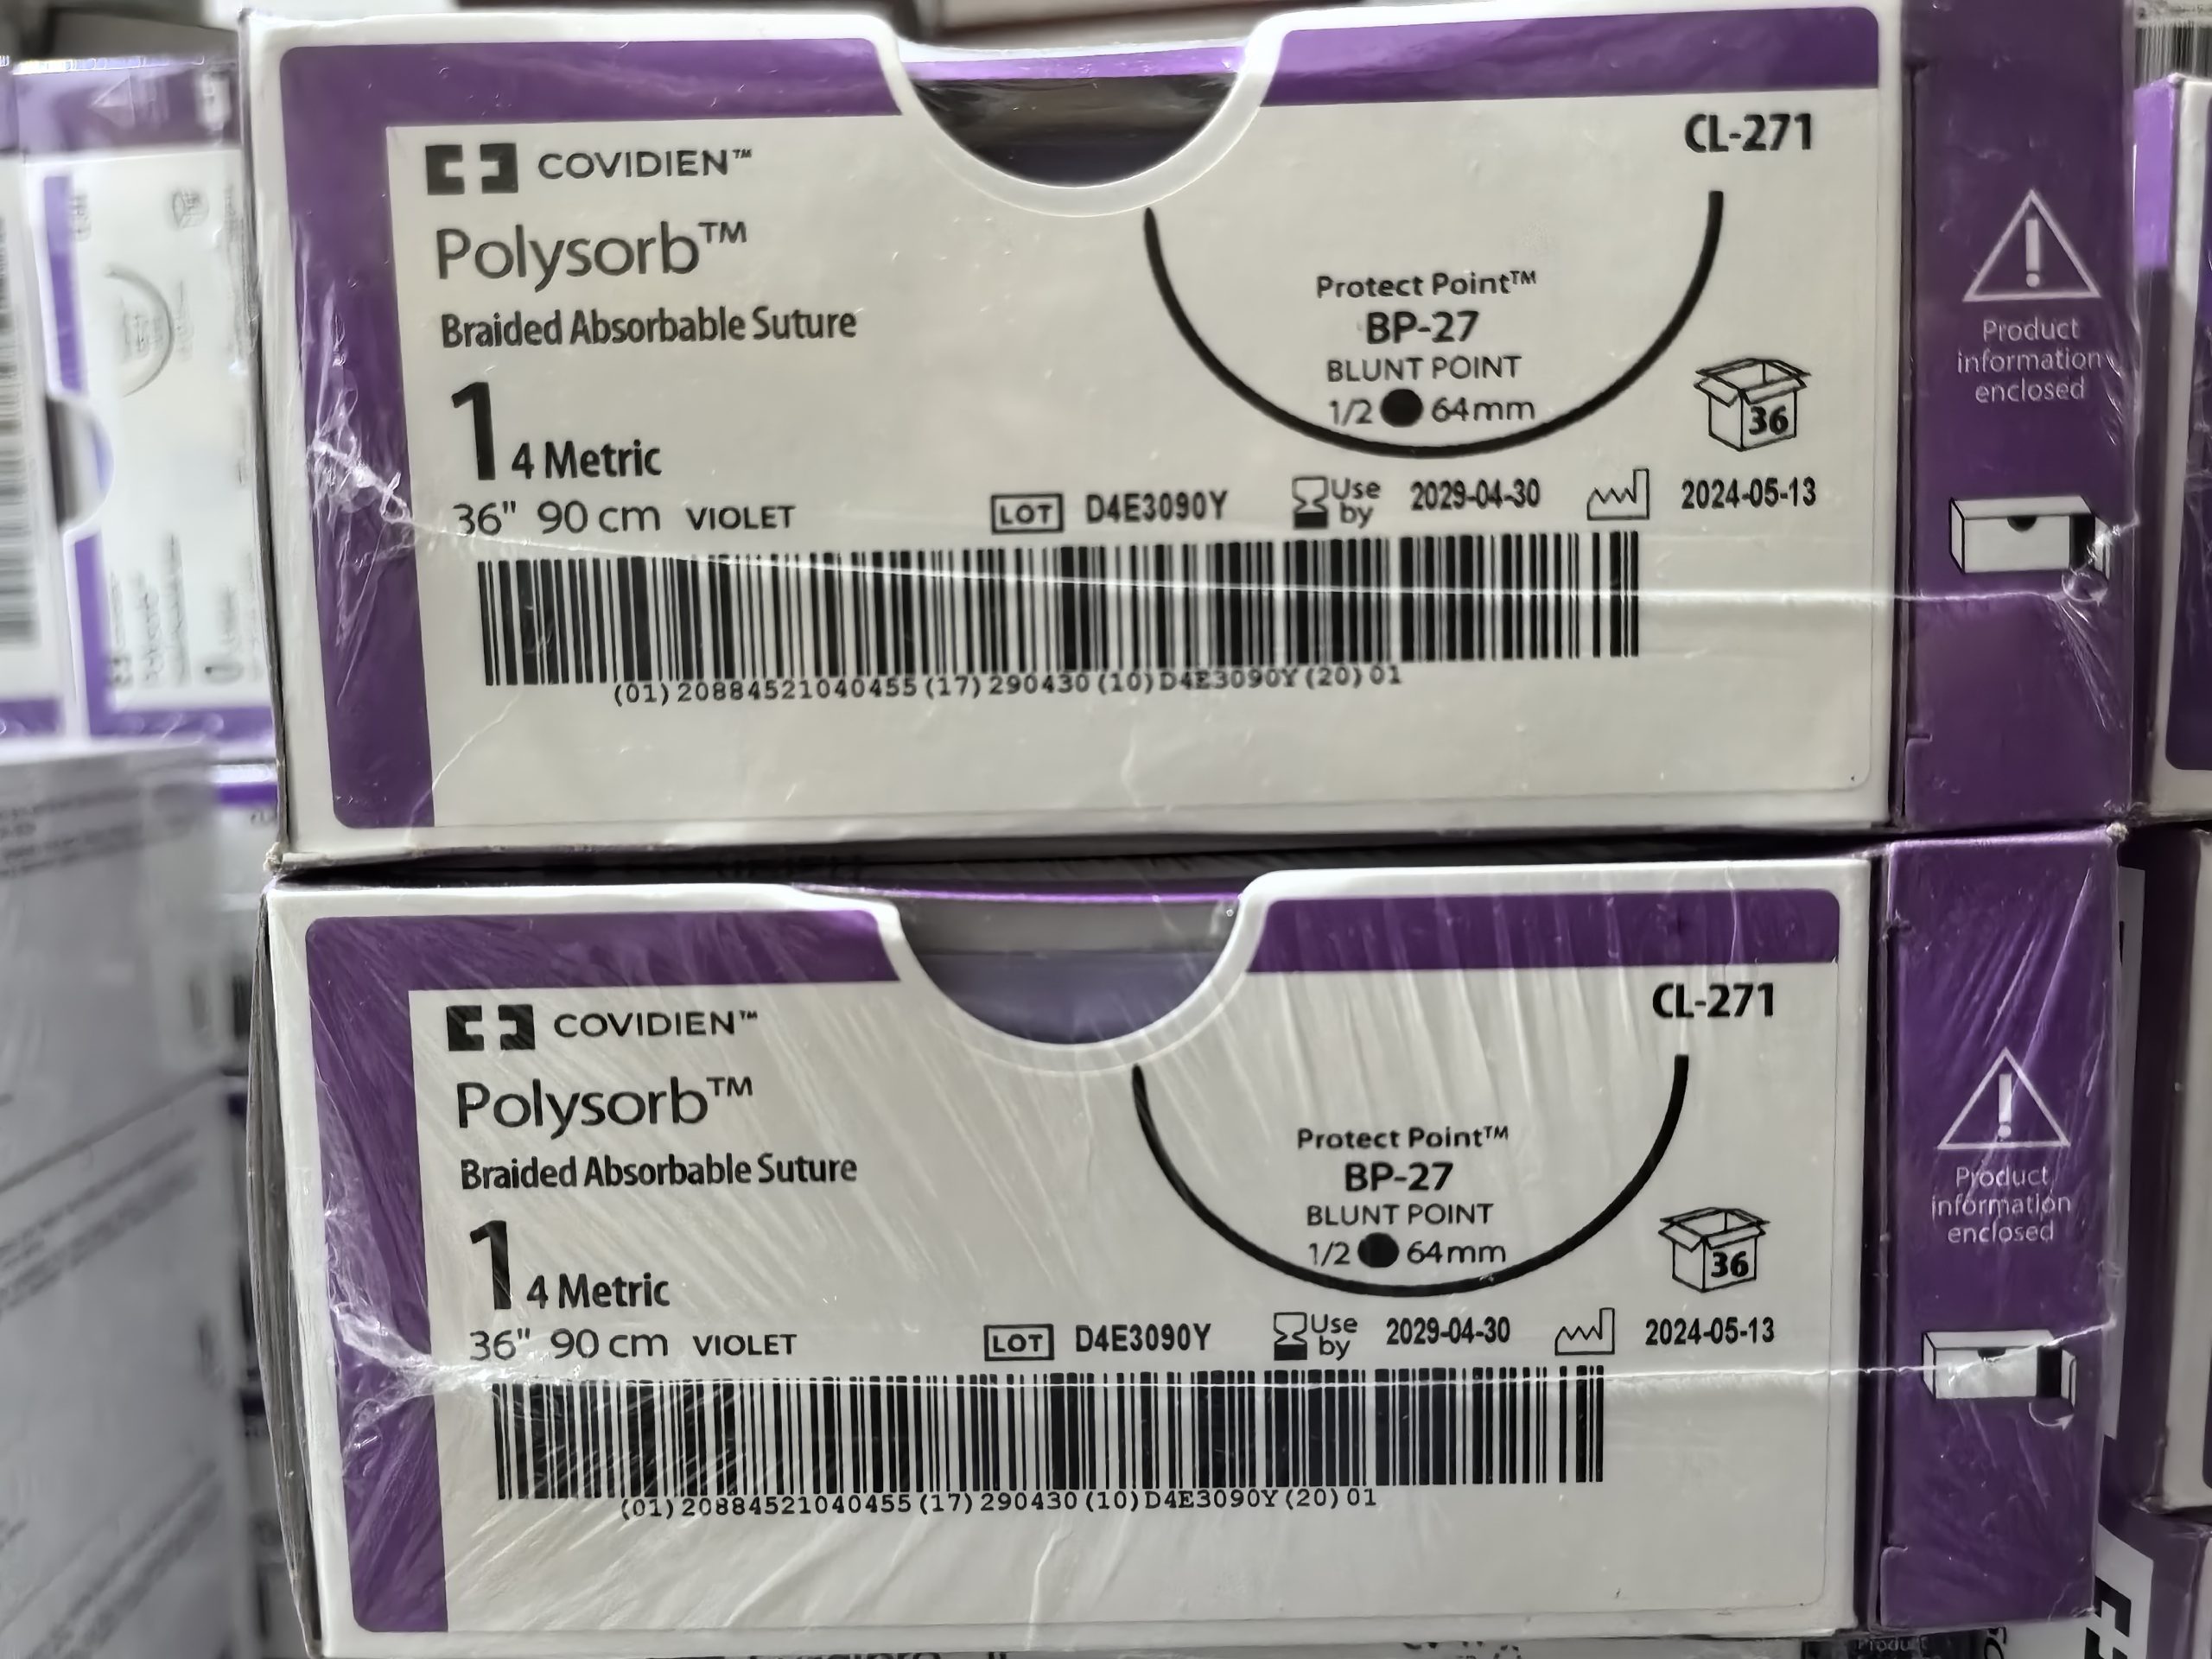 COVIDIEN™
CL-271
Polysorb™
Braided Absorbable Suture
Protect Point™
BP-27
BLUNT POINT
1/2 64mm
36
1 4 Metric
36" 90 cm VIOLET
LOT D4E3090Y Use by 2029-04-30 2024-05-13
(01) 20884521040455 (17) 290430 (10) D4E3090Y (20) 01
Product
information
enclosed
COVIDIEN™
CL-271
Polysorb™
Braided Absorbable Suture
Protect Point™
BP-27
BLUNT POINT
1/2 64mm
36
1 4 Metric
36" 90 cm VIOLET
LOT D4E3090Y Use by 2029-04-30 2024-05-13
(01) 20884521040455 (17) 290430 (10) D4E3090Y (20) 01
Product
information
enclosed
Product